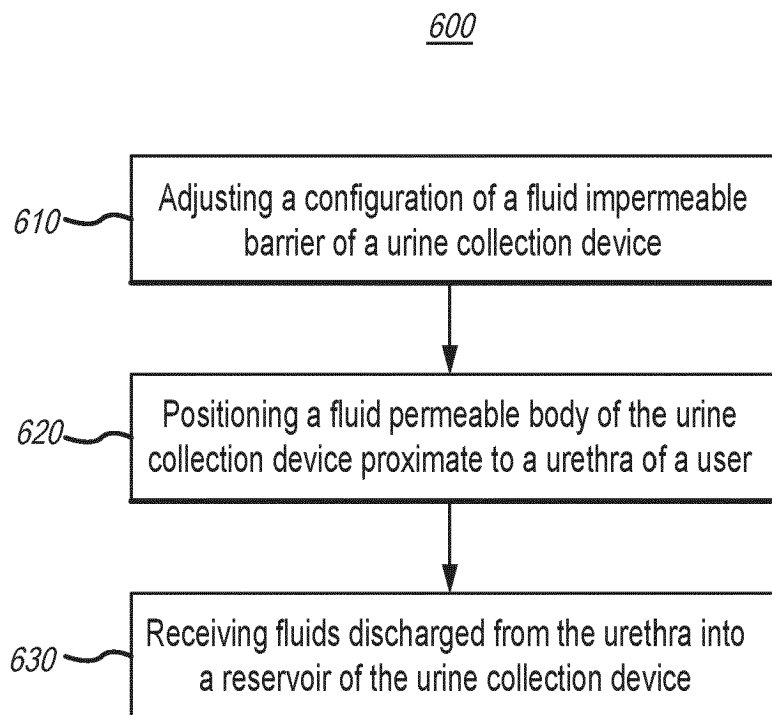 600
610
Adjusting a configuration of a fluid impermeable
barrier of a urine collection device
620
Positioning a fluid permeable body of the urine
collection device proximate to a urethra of a user
630
Receiving fluids discharged from the urethra into
a reservoir of the urine collection device